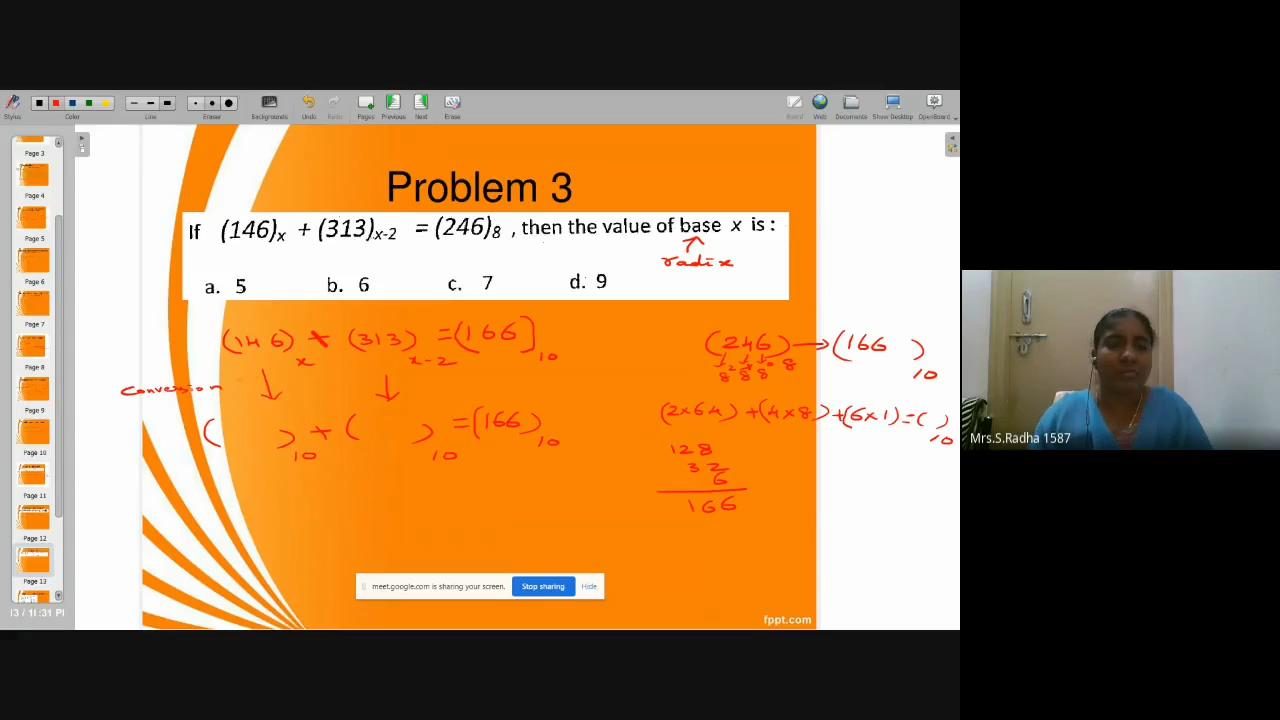 Stylus Color Line Eraser Backgrounds Undo Redo Pages Previous Next Erase Board Web Documents Show Desktop OpenBoard
Page 3
Page 4
Page 5
Page 6
Page 7
Page 8
Page 9
Page 10
Page 11
Page 12
Page 13
Problem 3
If (146)x + (313)x-2 = (246)8 , then the value of base x is :
radix
a. 5 b. 6 c. 7 d. 9
(146)x + (313)x-2 = (166)10
conversion
( )10 + ( )10 = (166)10
(246)8 → (166 )10
8² 8¹ 8⁰
(2×64) + (4×8) + (6×1) = ( )10
128
32
6
166
meet.google.com is sharing your screen. Stop sharing Hide
fppt.com
Mrs.S.Radha 1587